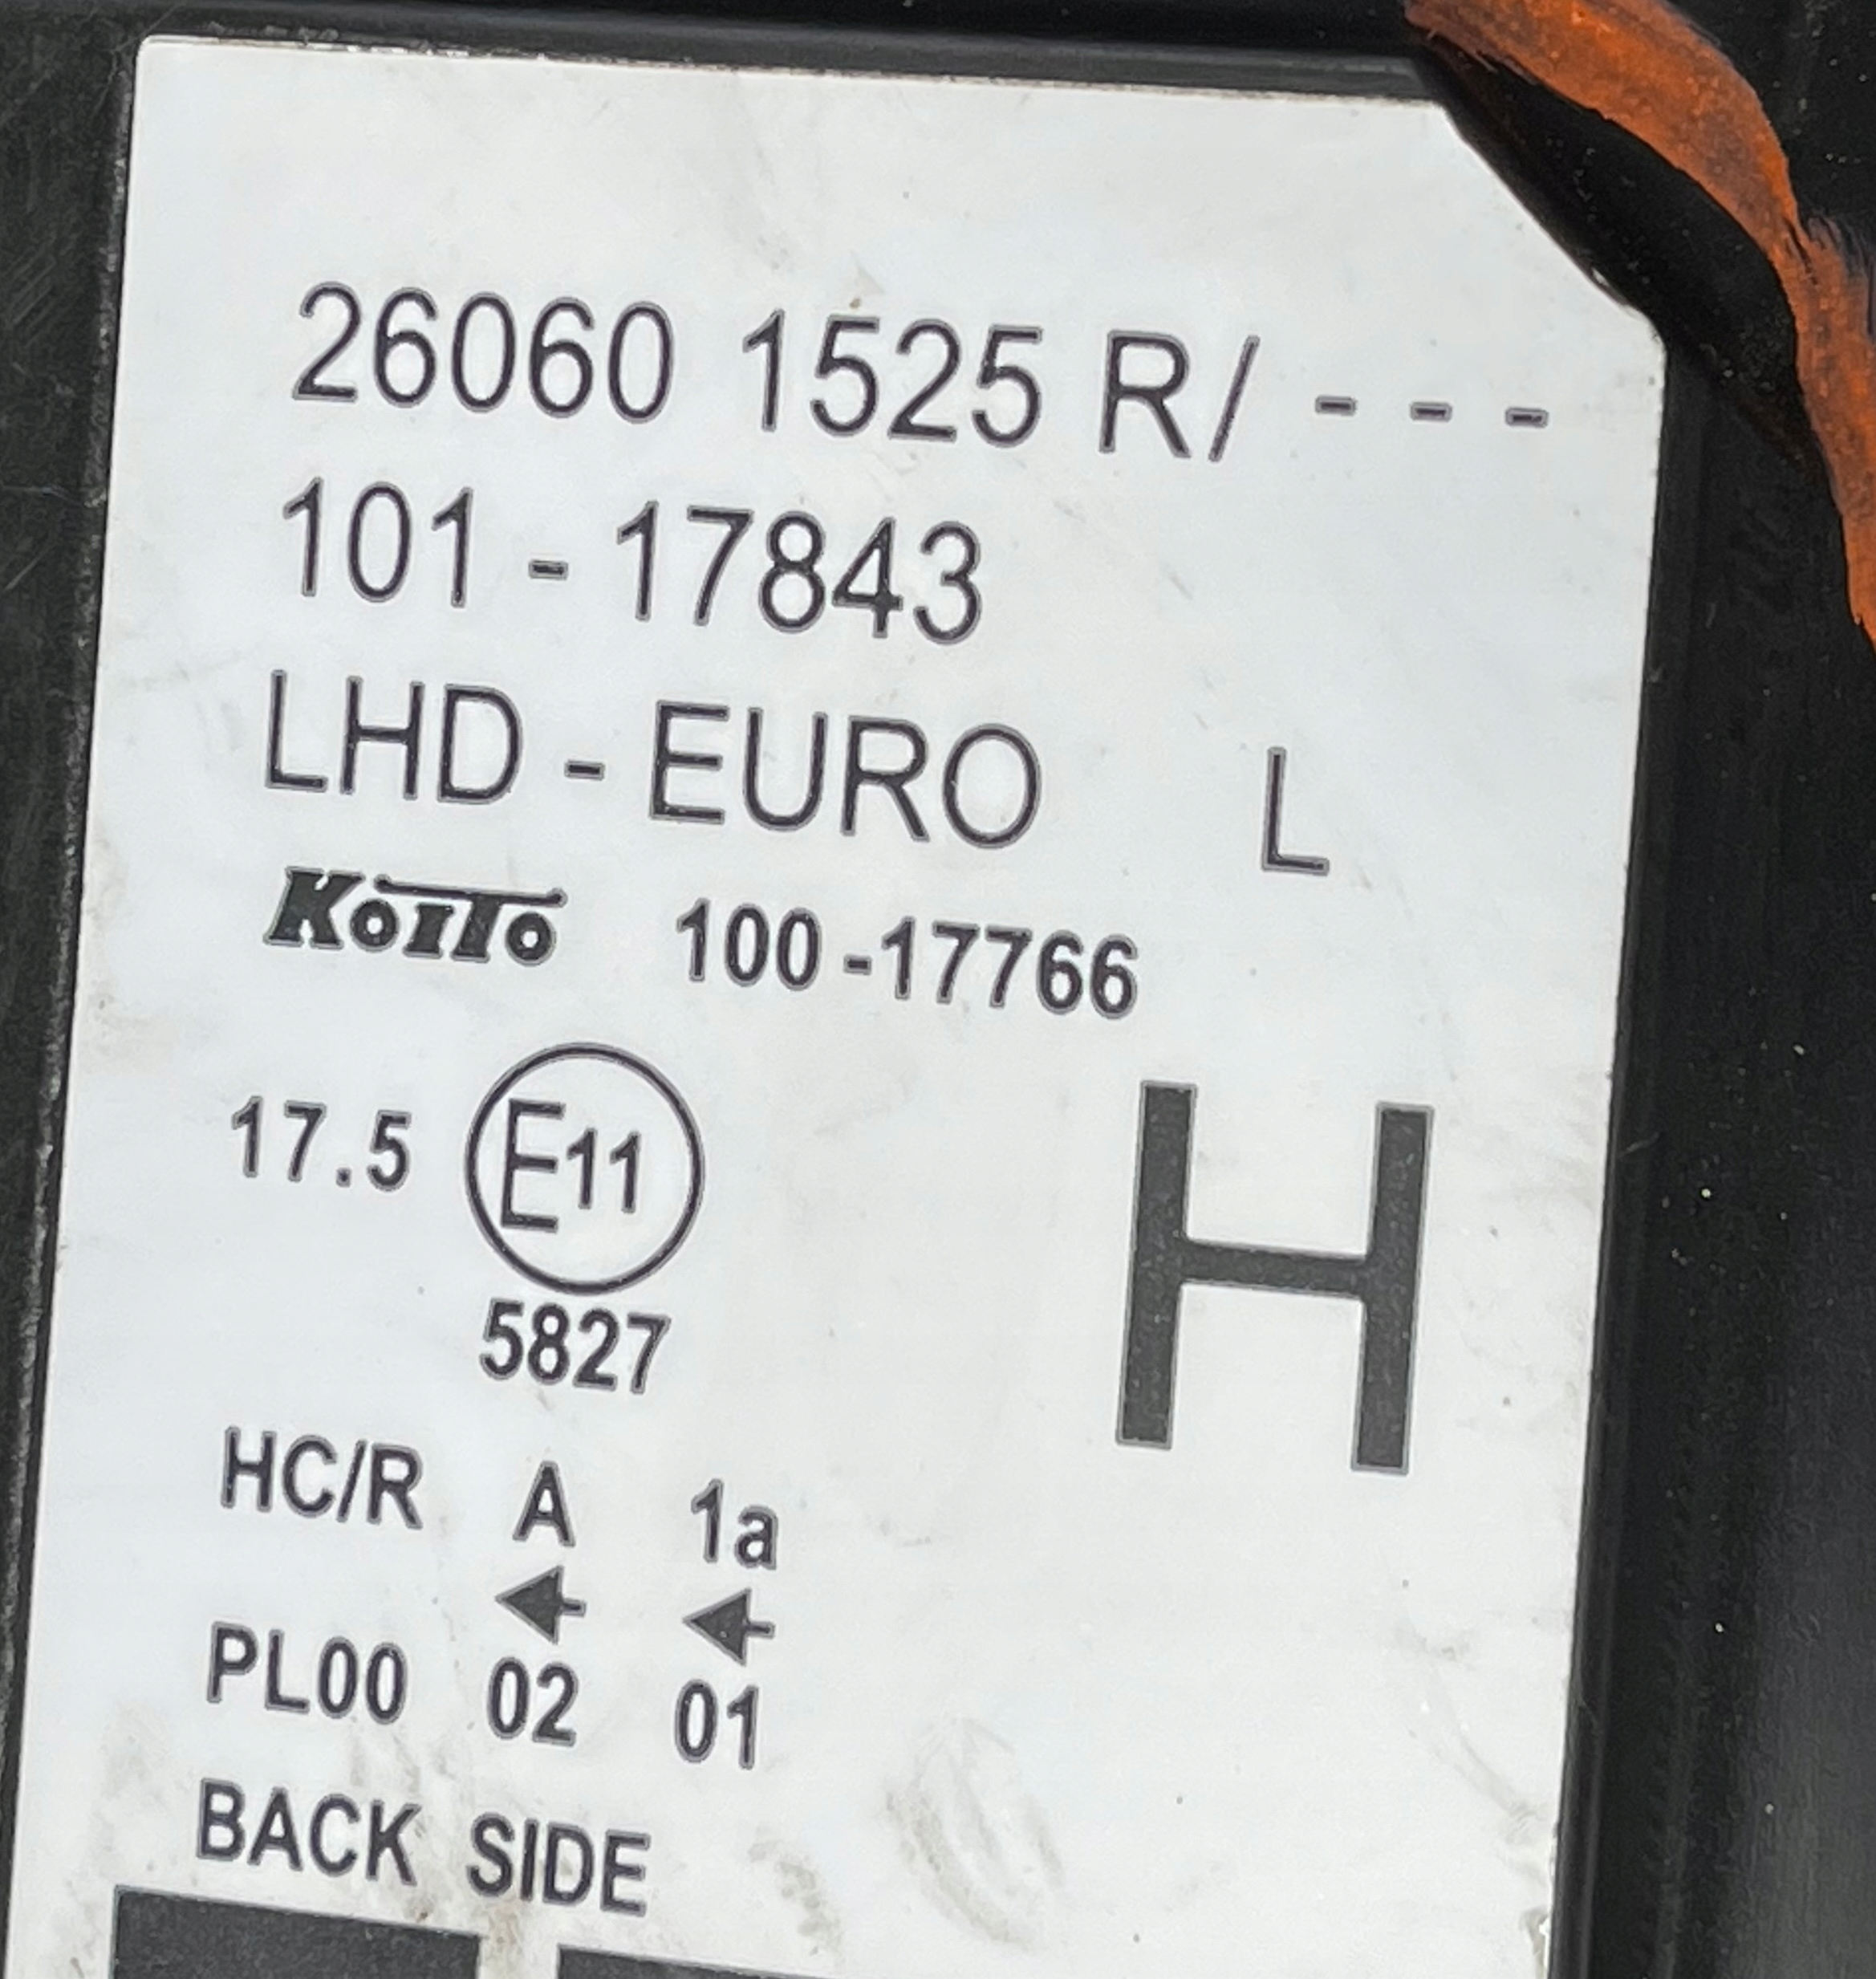 26060 1525 R/ - - -
101 - 17843
LHD - EURO L
KOITO 100 -17766
17.5 E11
5827
H
HC/R A 1a
← ←
PL00 02 01
BACK SIDE